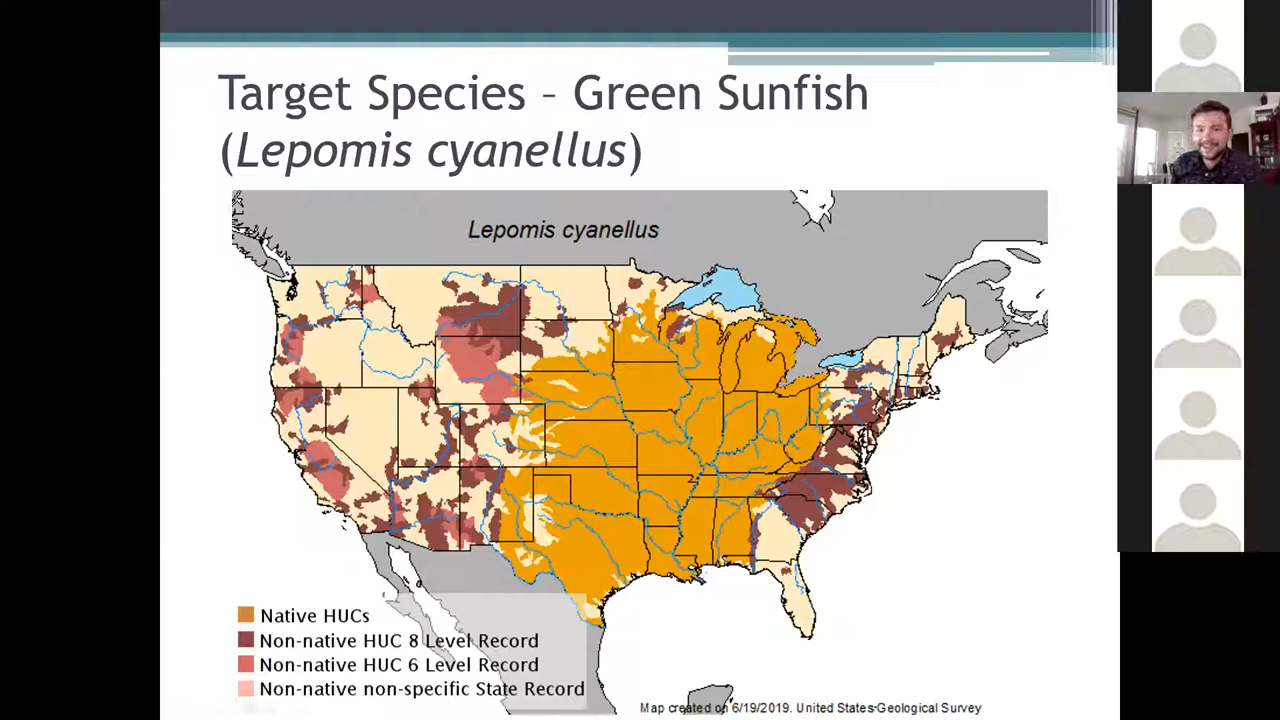 Target Species – Green Sunfish
(Lepomis cyanellus)
Lepomis cyanellus
Native HUCs
Non-native HUC 8 Level Record
Non-native HUC 6 Level Record
Non-native non-specific State Record
Map created on 6/19/2019. United States Geological Survey